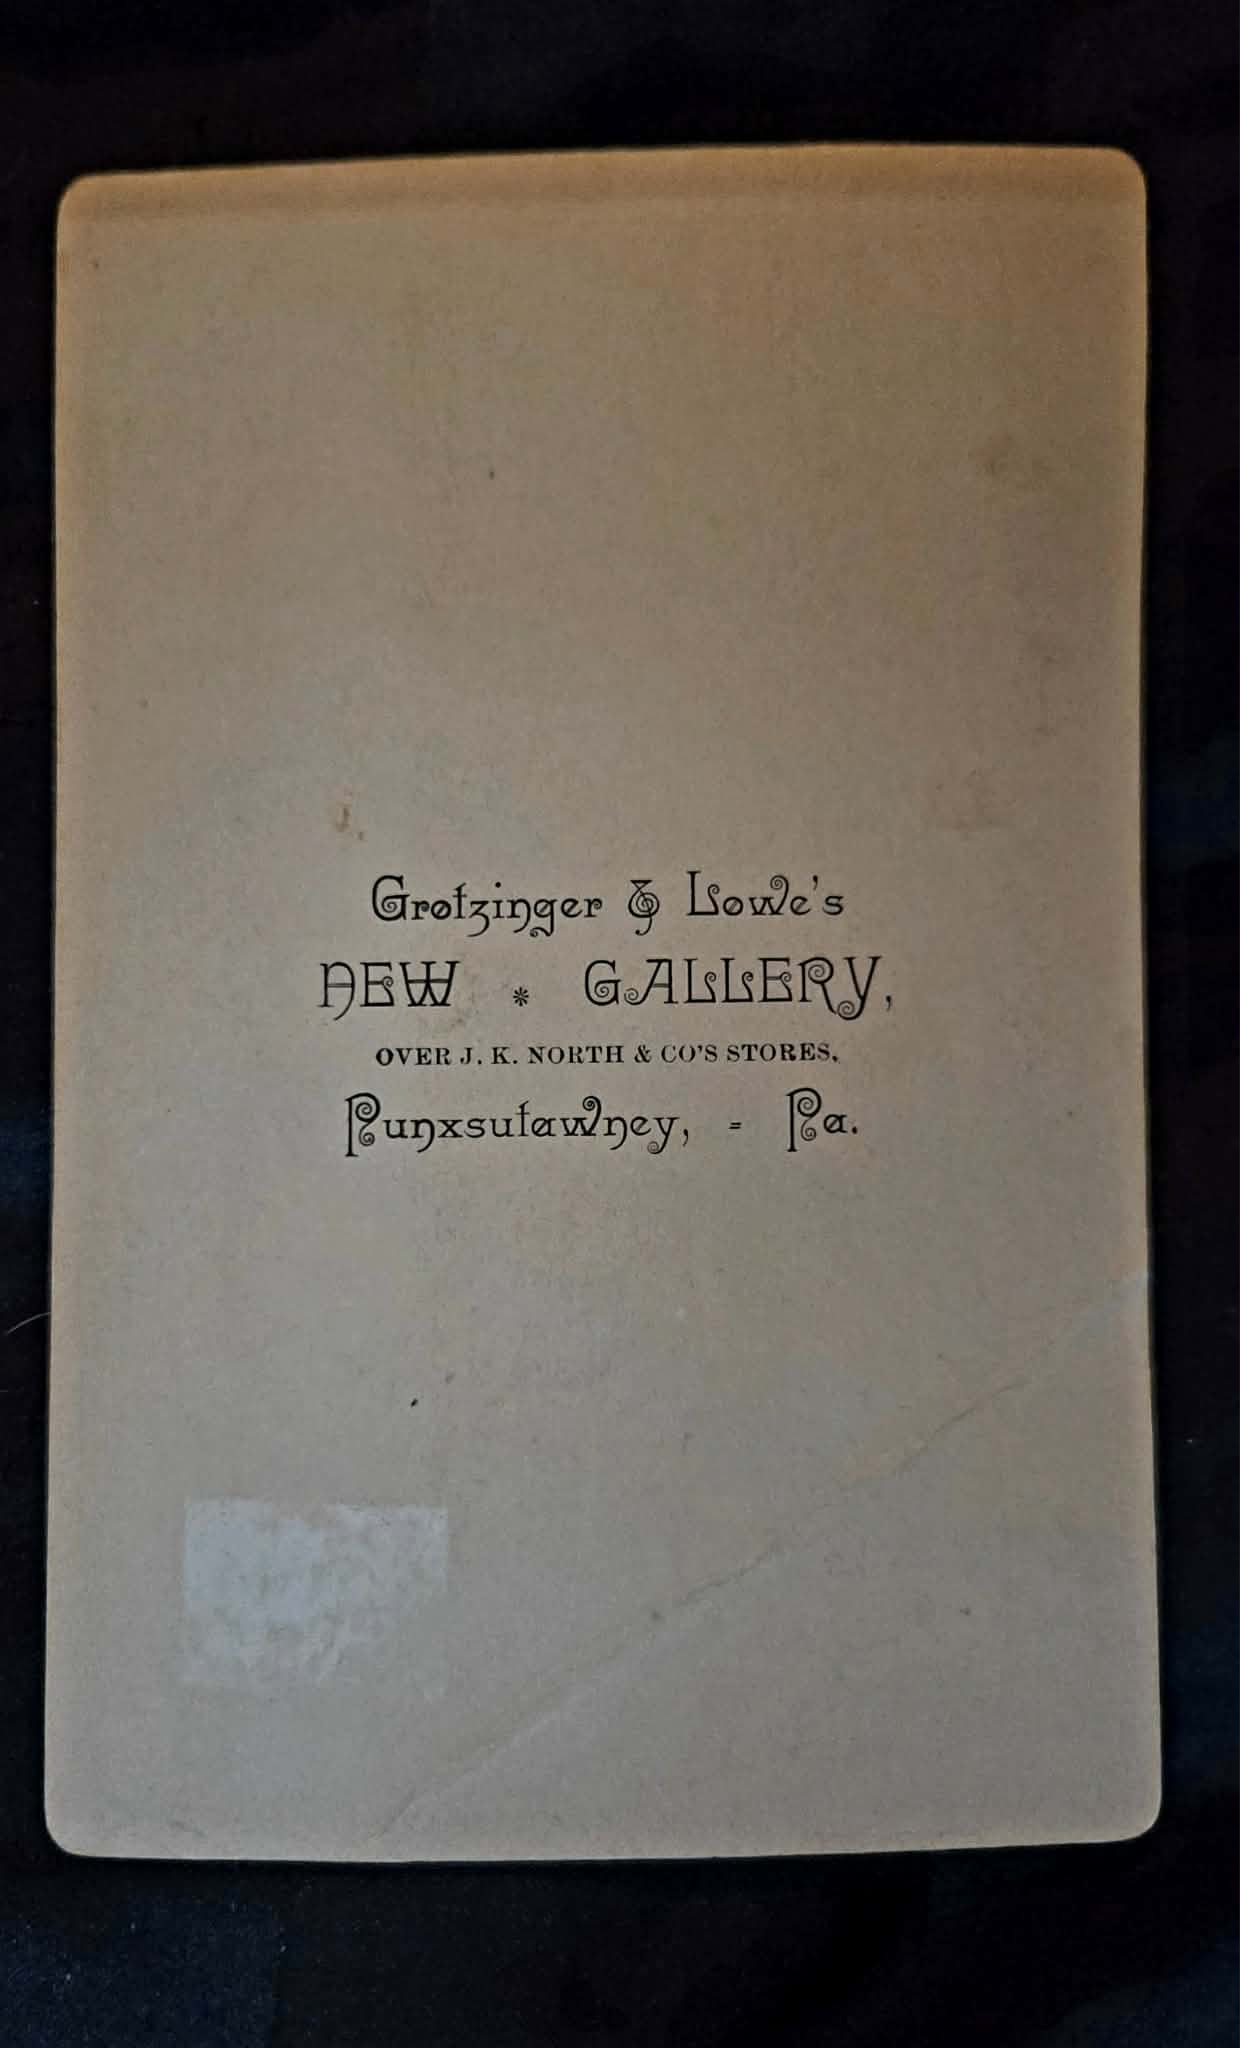 Grotzinger & Lowe's
NEW * GALLERY,
OVER J. K. NORTH & CO'S STORES,
Punxsutawney, = Pa.